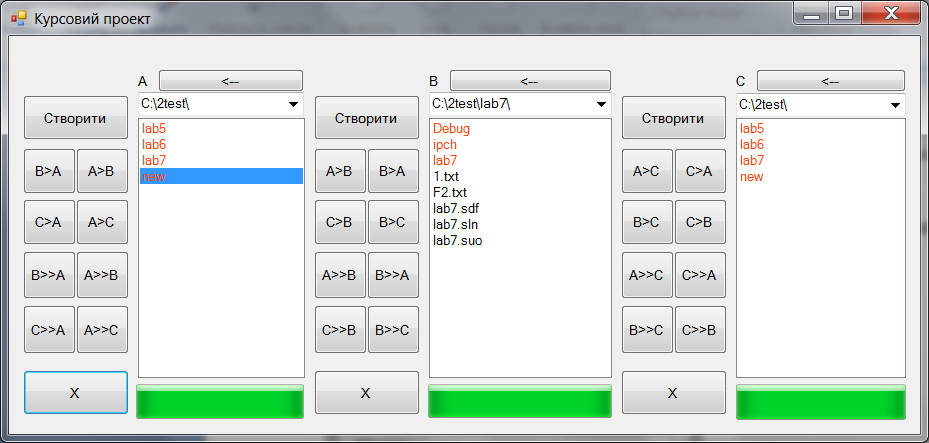 Курсовий проект
A
<--
C:\2test\
Створити
B>A A>B
C>A A>C
B>>A A>>B
C>>A A>>C
X
lab5
lab6
lab7
new
B
<--
C:\2test\lab7\
Створити
A>B B>A
C>B B>C
A>>B B>>A
C>>B B>>C
X
Debug
ipch
lab7
1.txt
F2.txt
lab7.sdf
lab7.sln
lab7.suo
C
<--
C:\2test\
Створити
A>C C>A
B>C C>B
A>>C C>>A
B>>C C>>B
X
lab5
lab6
lab7
new